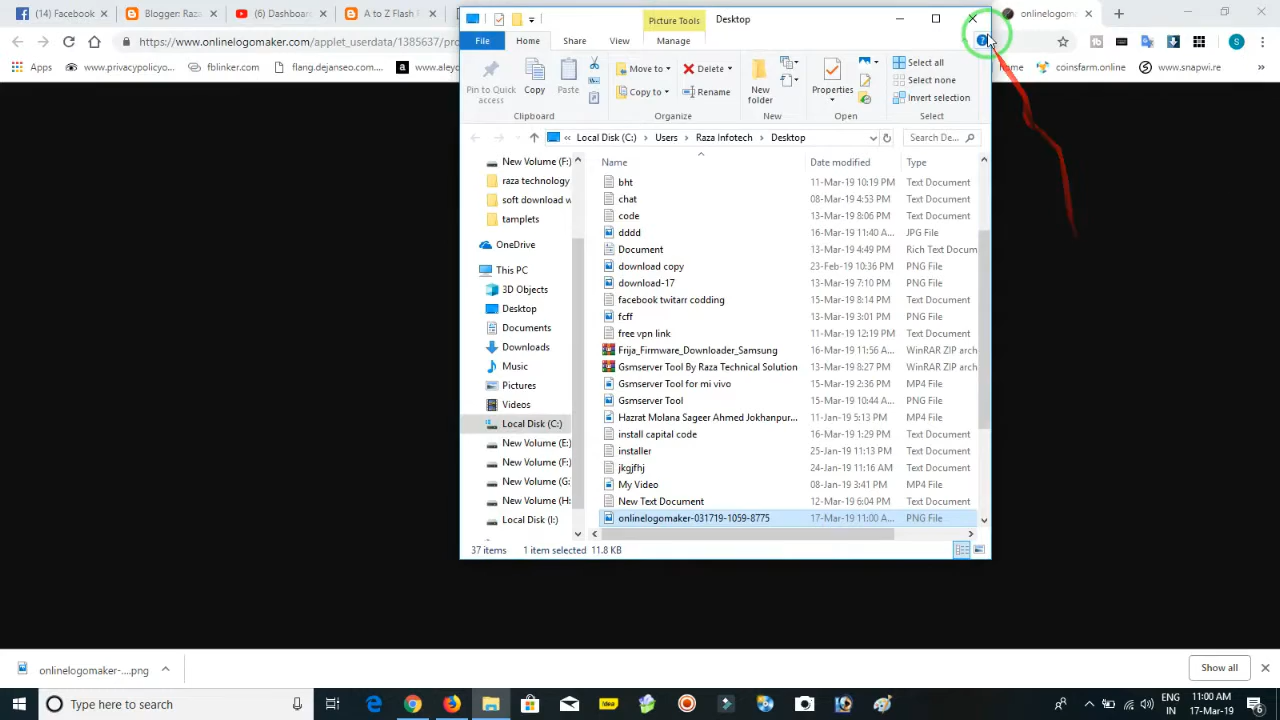 (14) Facebook
Blogger: Raza:
(6) Dashboard
A to Z Flash F
onlinelogoma
Picture Tools
Desktop
File
Home
Share
View
Manage
https://www.onlinelogomaker.com/applet_userdata/1385637/pro
S
Apps
www.privacypolicyo...
fblinker.com
img.dejanseo.com...
www.aleyd
coinsfarm.online
www.snapwi.re
Pin to Quick access
Copy
Paste
Move to
Copy to
Delete
Rename
New folder
Properties
Select all
Select none
Invert selection
Clipboard
Organize
New
Open
Select
« Local Disk (C:) > Users > Raza Infotech > Desktop
Search De...
Name
Date modified
Type
New Volume (F:)
raza technology
soft download w
tamplets
OneDrive
This PC
3D Objects
Desktop
Documents
Downloads
Music
Pictures
Videos
Local Disk (C:)
New Volume (E:)
New Volume (F:)
New Volume (G:
New Volume (H:
Local Disk (I:)
bht 11-Mar-19 10:19 PM Text Document
chat 08-Mar-19 4:53 PM Text Document
code 13-Mar-19 8:06 PM Text Document
dddd 16-Mar-19 11:40 A... JPG File
Document 13-Mar-19 4:49 PM Rich Text Docum
download copy 23-Feb-19 10:36 PM PNG File
download-17 13-Mar-19 7:10 PM PNG File
facebook twitarr codding 15-Mar-19 8:14 PM Text Document
fcff 13-Mar-19 3:01 PM PNG File
free vpn link 11-Mar-19 12:19 PM Text Document
Frija_Firmware_Downloader_Samsung 16-Mar-19 11:56 A... WinRAR ZIP arch
Gsmserver Tool By Raza Technical Solution 13-Mar-19 8:27 PM WinRAR ZIP arch
Gsmserver Tool for mi vivo 15-Mar-19 2:36 PM MP4 File
Gsmserver Tool 15-Mar-19 10:44 A... PNG File
Hazrat Molana Sageer Ahmed Jokhanpur... 11-Jan-19 5:13 PM MP4 File
install capital code 16-Mar-19 1:29 PM Text Document
installer 25-Jan-19 11:13 PM Text Document
jkgjfhj 24-Jan-19 11:16 AM Text Document
My Video 08-Jan-19 3:41 PM MP4 File
New Text Document 12-Mar-19 6:04 PM Text Document
onlinelogomaker-031719-1059-8775 17-Mar-19 11:00 A... PNG File
37 items 1 item selected 11.8 KB
onlinelogomaker-....png
Show all
Type here to search
ENG
IN
11:00 AM
17-Mar-19
6